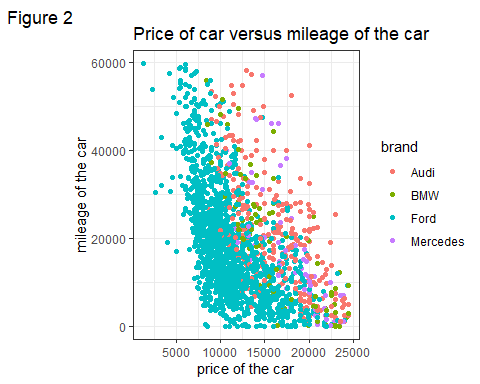 Figure 2
Price of car versus mileage of the car
60000
40000
20000
0
mileage of the car
5000 10000 15000 20000 25000
price of the car
brand
Audi
BMW
Ford
Mercedes